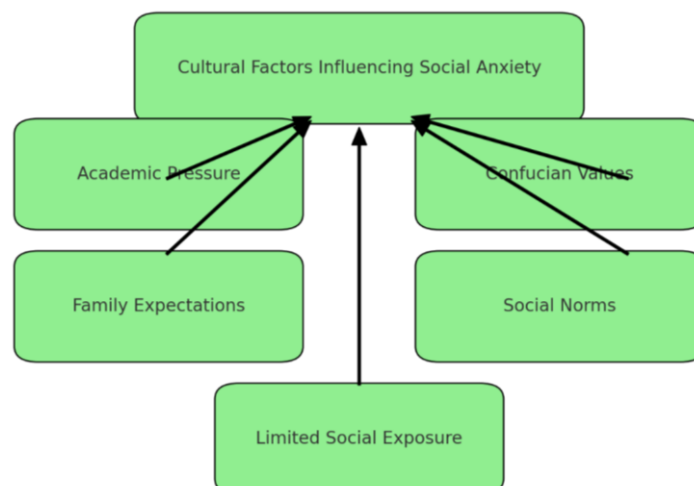 Cultural Factors Influencing Social Anxiety
Academic Pressure
Confucian Values
Family Expectations
Social Norms
Limited Social Exposure